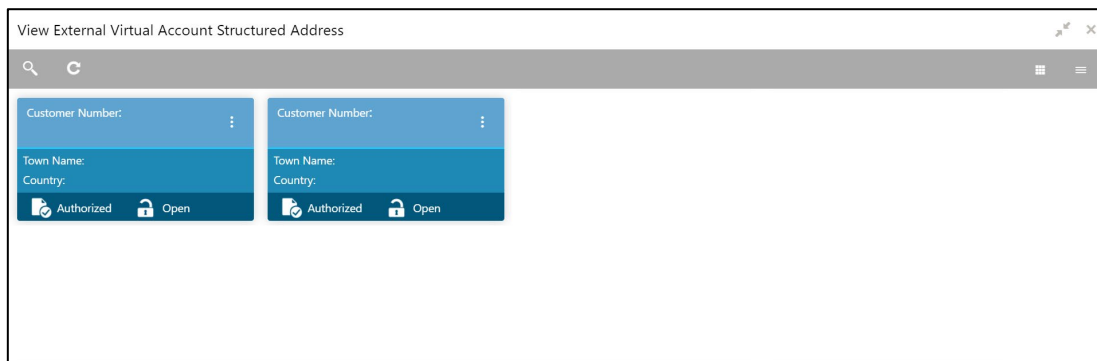 View External Virtual Account Structured Address
Customer Number:
Town Name:
Country:
Authorized Open
Customer Number:
Town Name:
Country:
Authorized Open